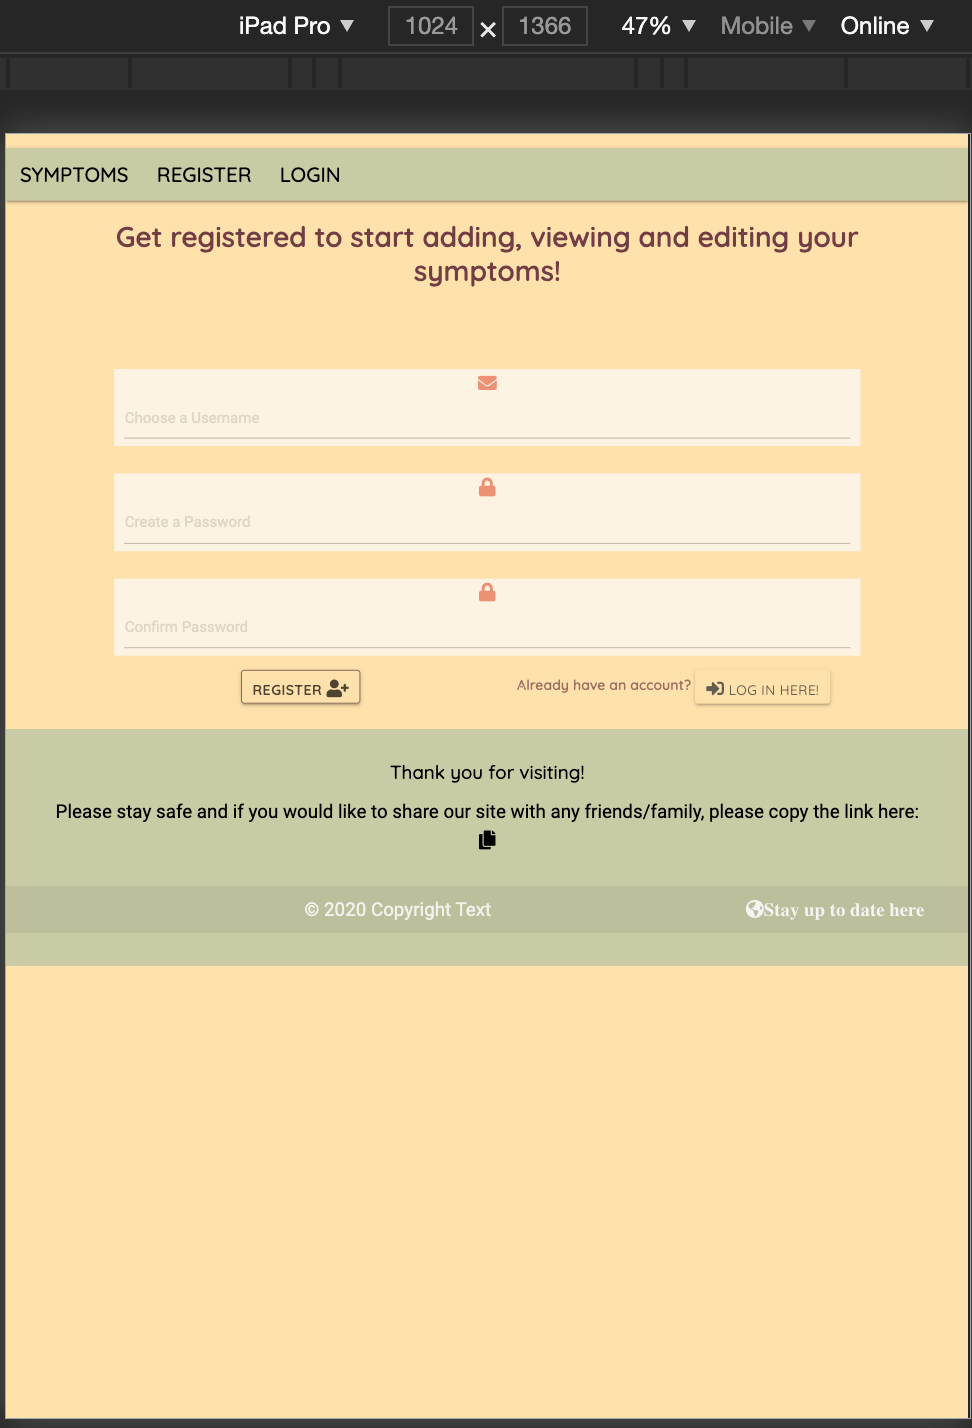 iPad Pro ▼ 1024 × 1366 47% ▼ Mobile ▼ Online ▼
SYMPTOMS REGISTER LOGIN
Get registered to start adding, viewing and editing your
symptoms!
Choose a Username
Create a Password
Confirm Password
REGISTER Already have an account? LOG IN HERE!
Thank you for visiting!
Please stay safe and if you would like to share our site with any friends/family, please copy the link here:
© 2020 Copyright Text Stay up to date here